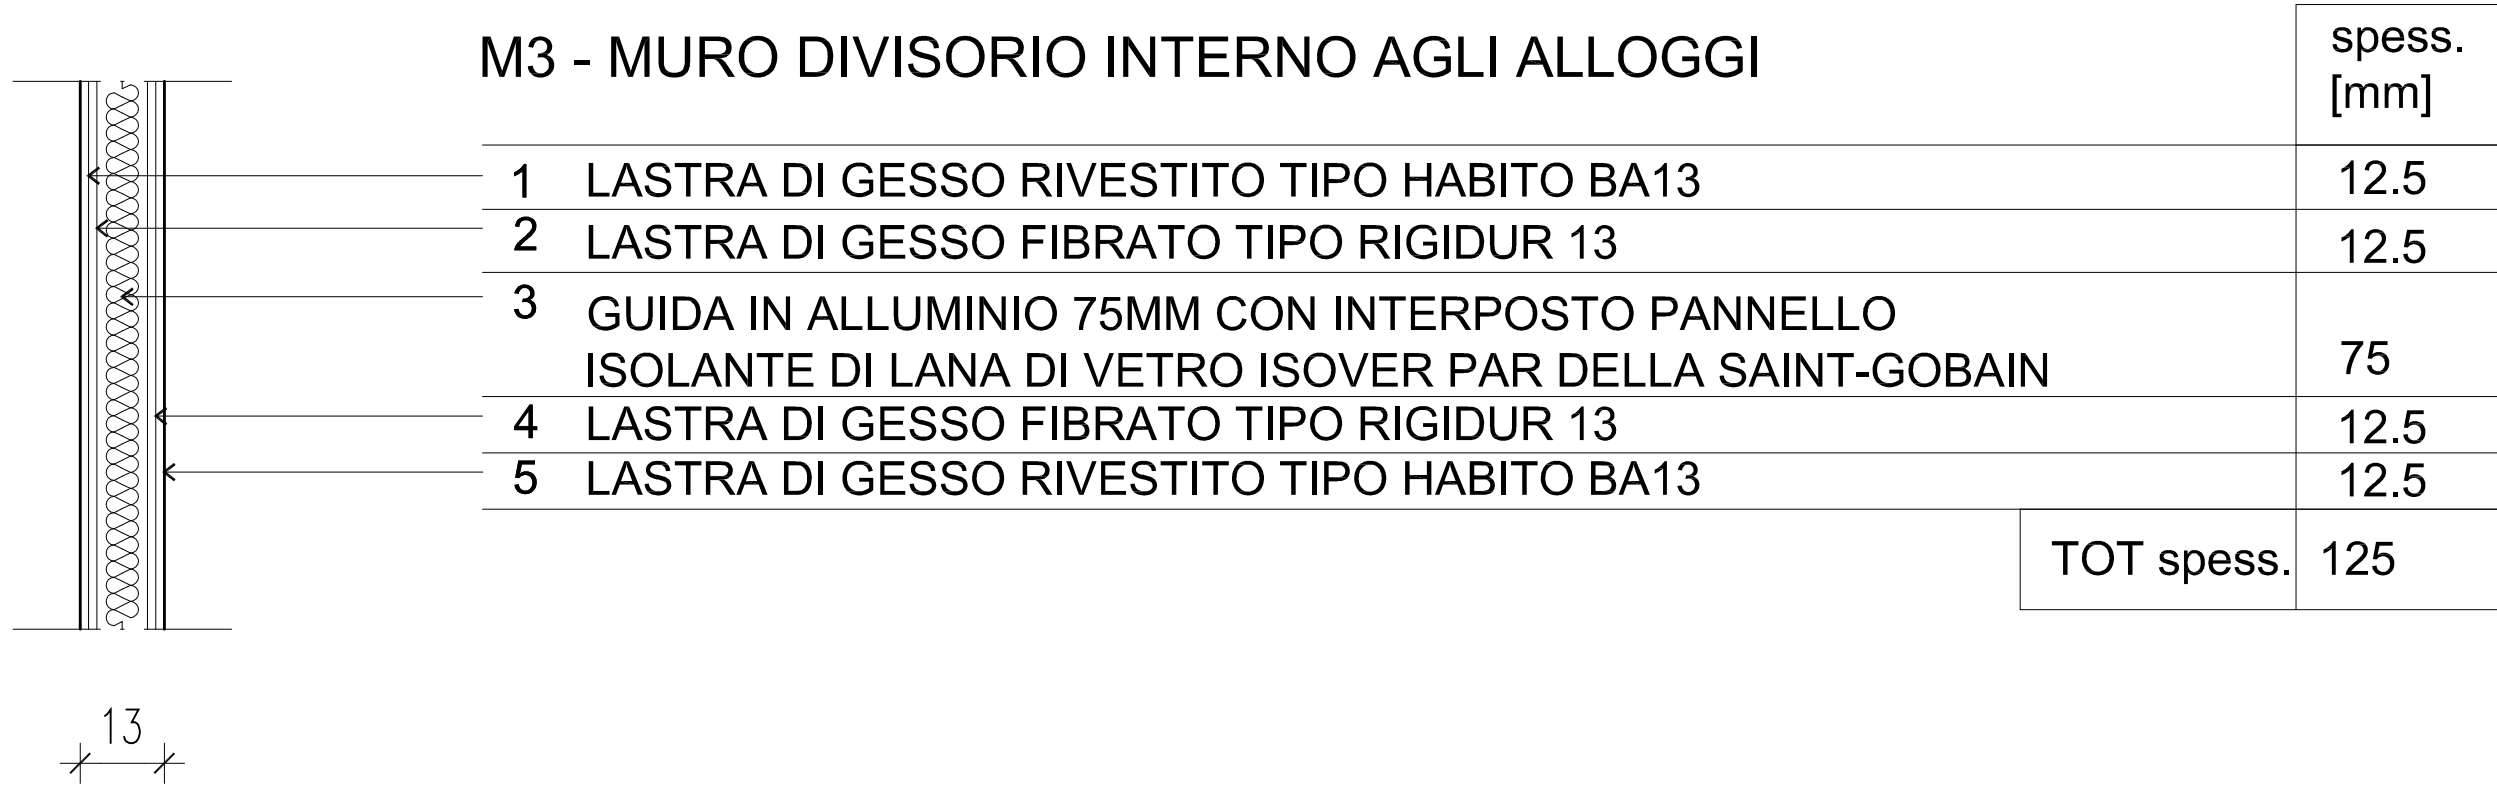 M3 - MURO DIVISORIO INTERNO AGLI ALLOGGI
spess.
[mm]
1 LASTRA DI GESSO RIVESTITO TIPO HABITO BA13 12.5
2 LASTRA DI GESSO FIBRATO TIPO RIGIDUR 13 12.5
3 GUIDA IN ALLUMINIO 75MM CON INTERPOSTO PANNELLO
ISOLANTE DI LANA DI VETRO ISOVER PAR DELLA SAINT-GOBAIN 75
4 LASTRA DI GESSO FIBRATO TIPO RIGIDUR 13 12.5
5 LASTRA DI GESSO RIVESTITO TIPO HABITO BA13 12.5
TOT spess. 125
13